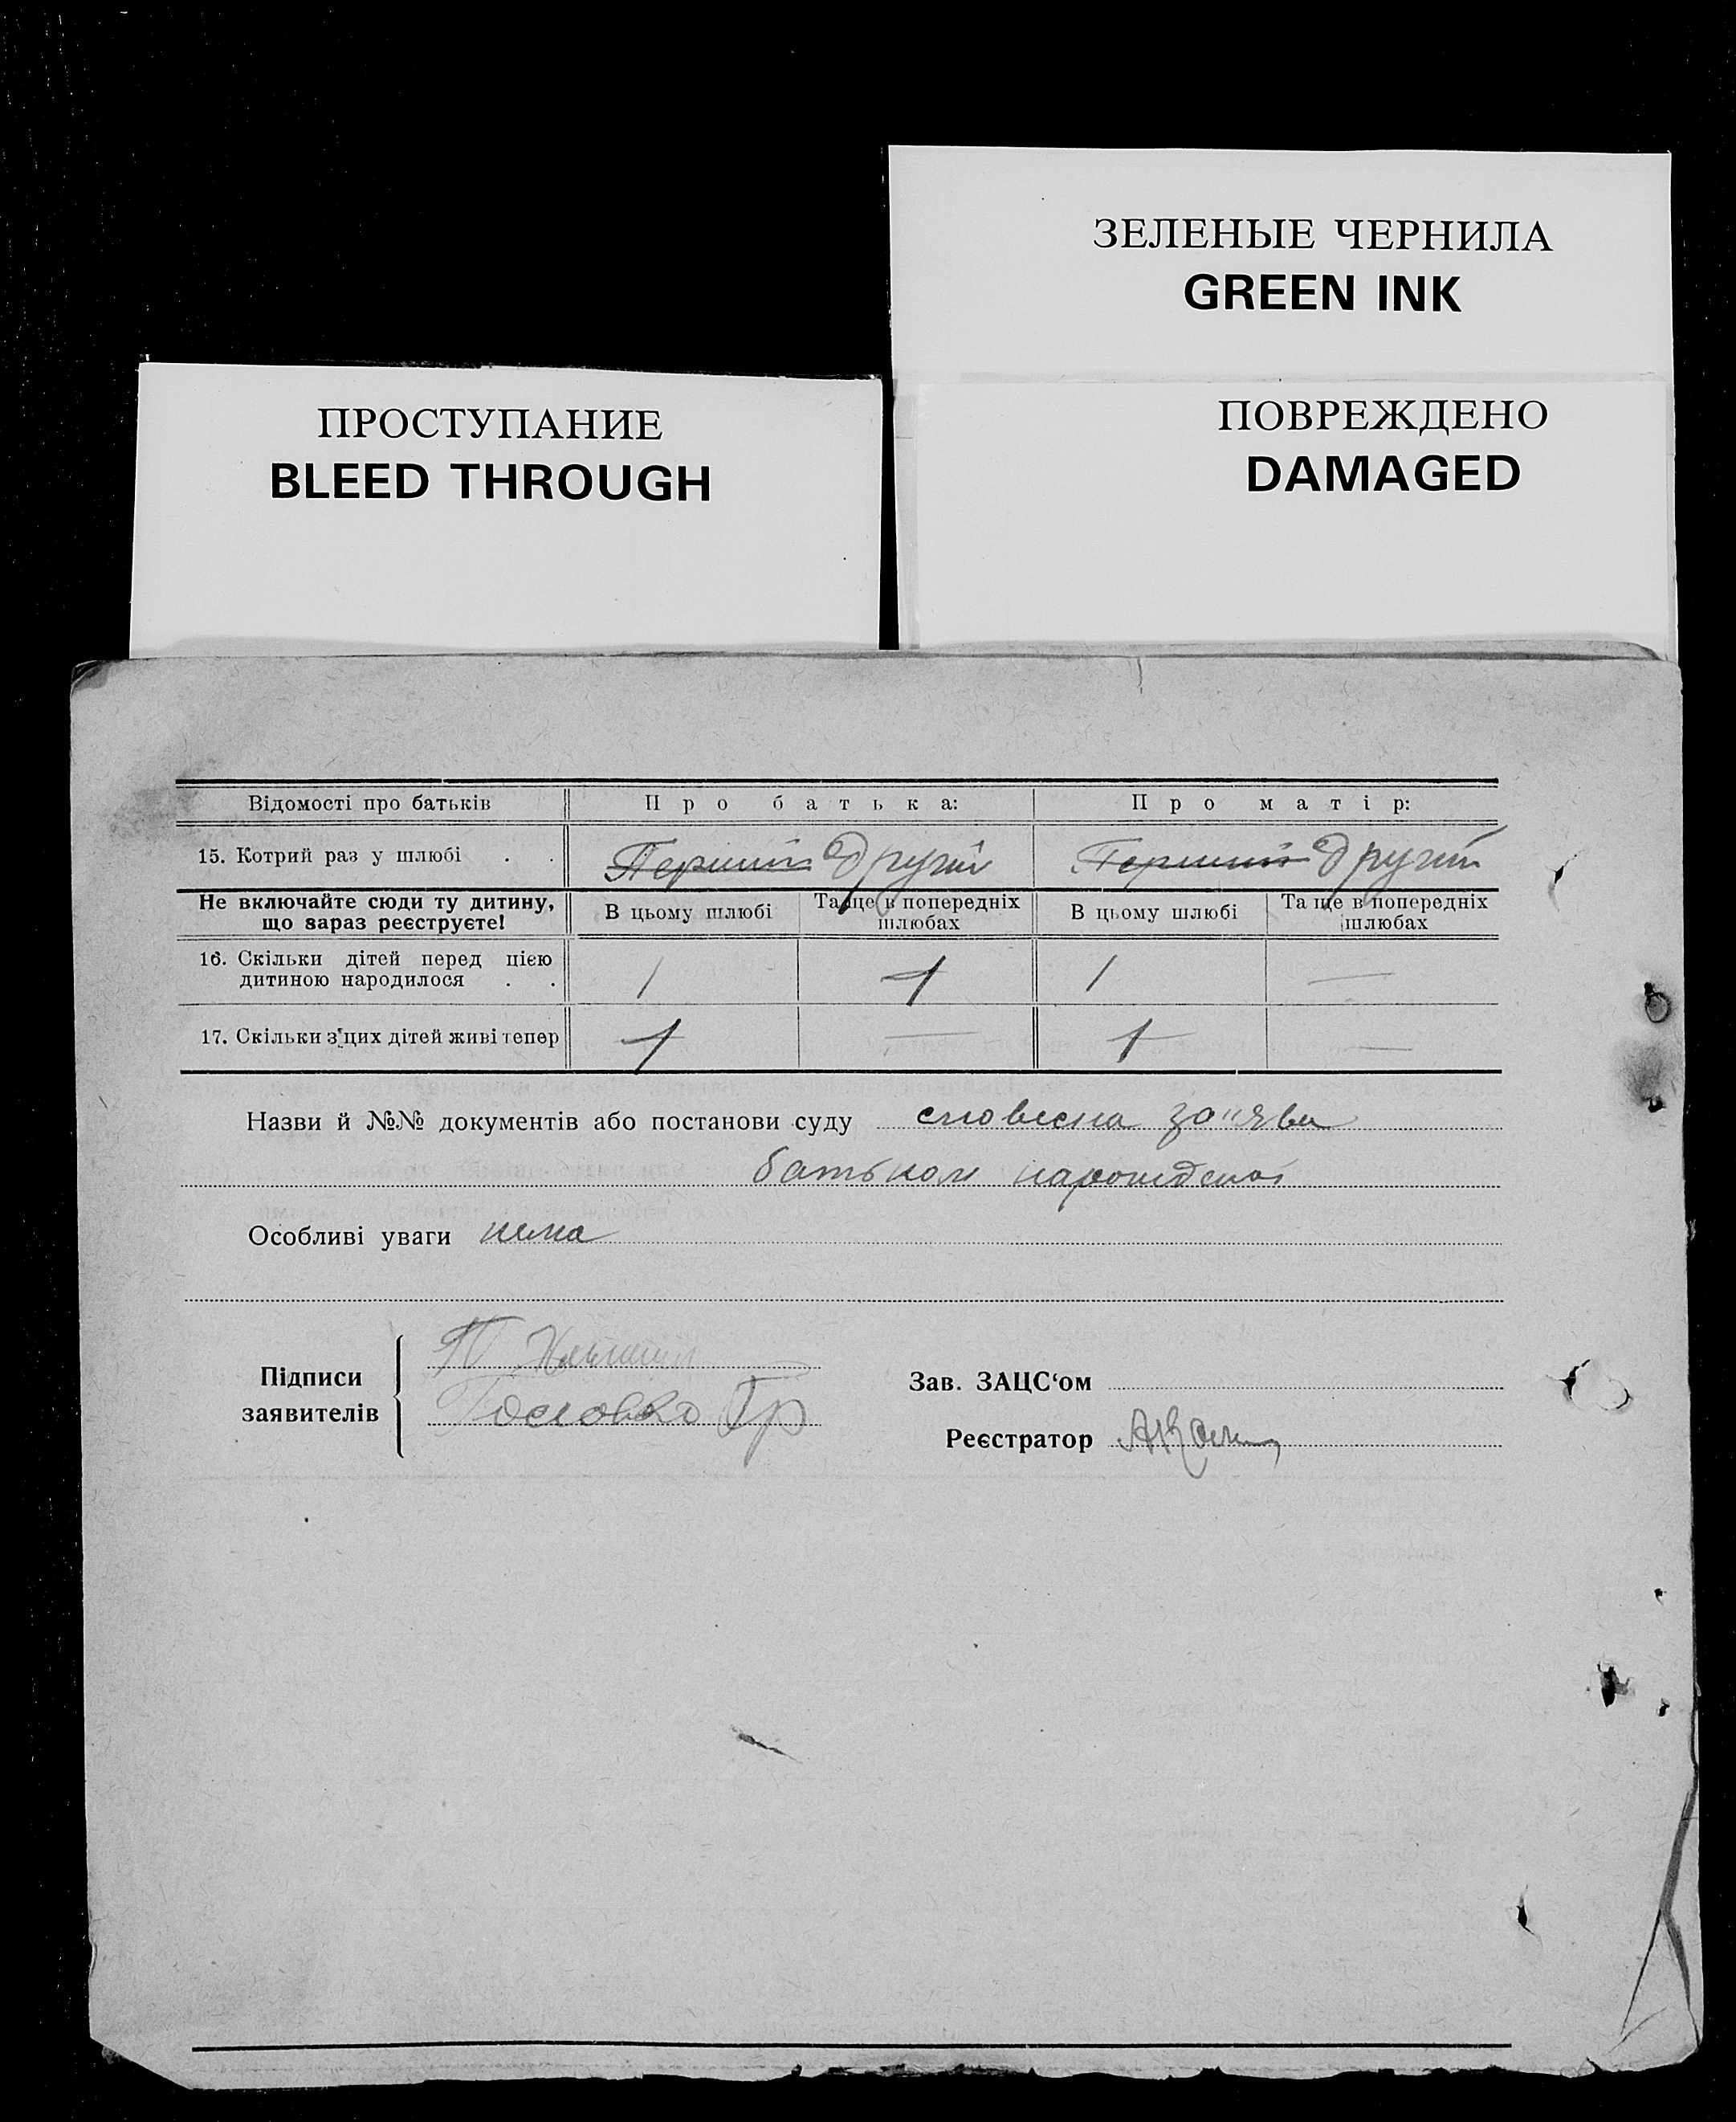 ЗЕЛЕНЫЕ ЧЕРНИЛА
GREEN INK
ПРОСТУПАНИЕ
BLEED THROUGH
ПОВРЕЖДЕНО
DAMAGED
Відомості про батьків Про батька: Про матір:
15. Котрий раз у шлюбі . . Перший другий Перший другий
Не включайте сюди ту дитину, що зараз реєструєте! В цьому шлюбі Та ще в попередніх шлюбах В цьому шлюбі Та ще в попередніх шлюбах
16. Скільки дітей перед цією
дитиною народилося . . 1 1 1 —
17. Скільки з цих дітей живі тепер 1 — 1 —
Назви й №№ документів або постанови суду словесна за"ява
батьком
Особливі уваги нема
Підписи
заявителів
Головко Гр
Зав. ЗАЦС‘ом
Реєстратор